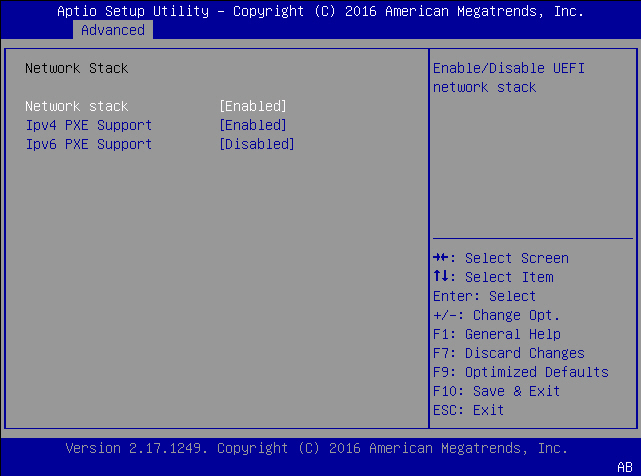 Aptio Setup Utility – Copyright (C) 2016 American Megatrends, Inc.
Advanced
Network Stack
Network stack [Enabled]
Ipv4 PXE Support [Enabled]
Ipv6 PXE Support [Disabled]
Enable/Disable UEFI
network stack
→←: Select Screen
↑↓: Select Item
Enter: Select
+/-: Change Opt.
F1: General Help
F7: Discard Changes
F9: Optimized Defaults
F10: Save & Exit
ESC: Exit
Version 2.17.1249. Copyright (C) 2016 American Megatrends, Inc.
AB